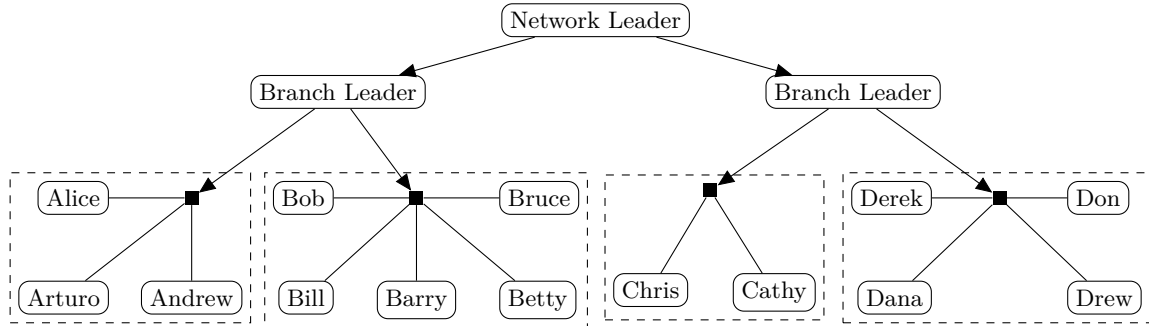 Network Leader
Branch Leader
Branch Leader
Alice
Bob
Bruce
Derek
Don
Arturo
Andrew
Bill
Barry
Betty
Chris
Cathy
Dana
Drew